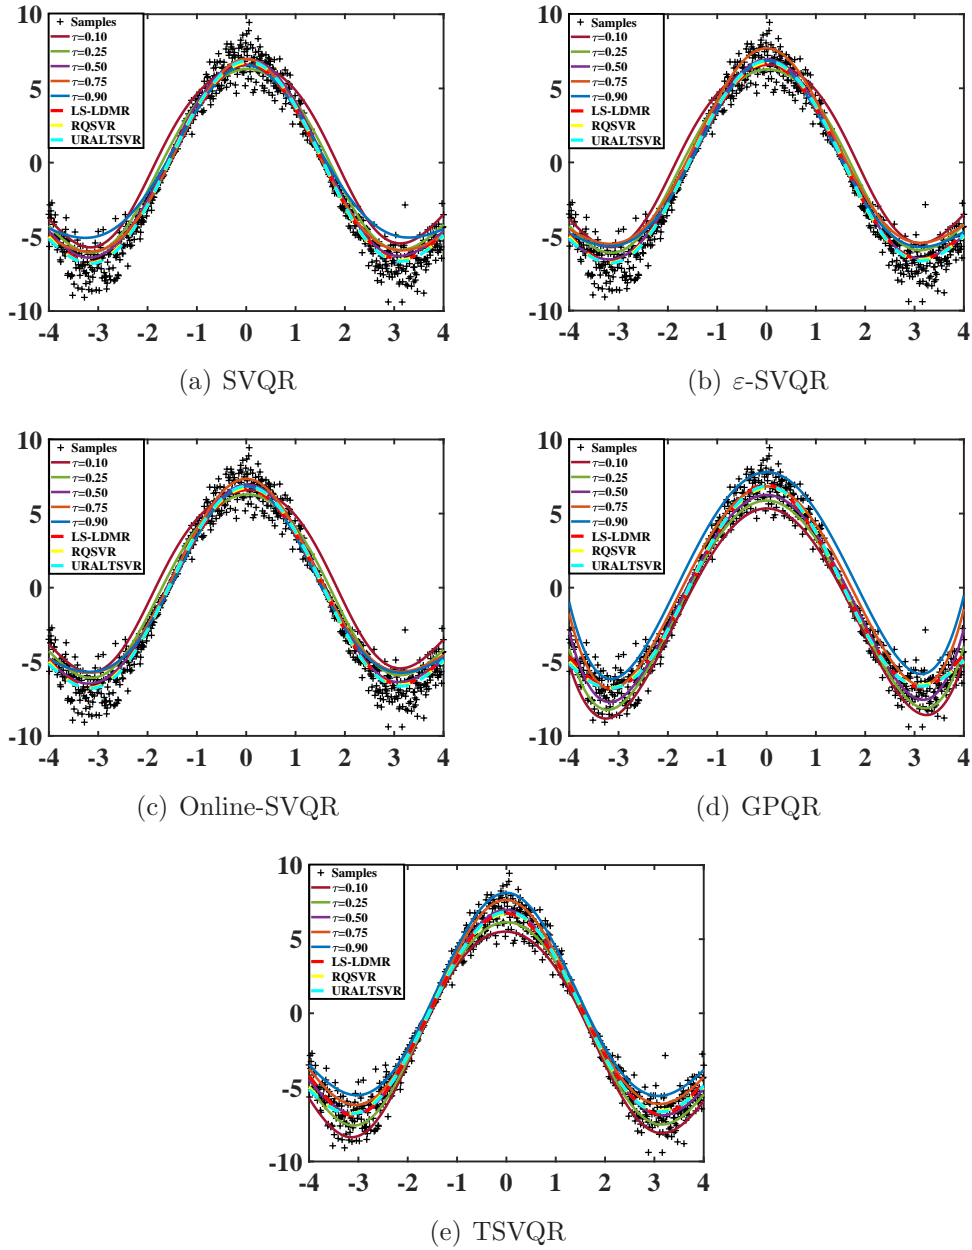 10
5
0
-5
-10
-4 -3 -2 -1 0 1 2 3 4
Samples
τ=0.10
τ=0.25
τ=0.50
τ=0.75
τ=0.90
LS-LDMR
RQSVR
URALTSVR
(a) SVQR
10
5
0
-5
-10
-4 -3 -2 -1 0 1 2 3 4
Samples
τ=0.10
τ=0.25
τ=0.50
τ=0.75
τ=0.90
LS-LDMR
RQSVR
URALTSVR
(b) ε-SVQR
10
5
0
-5
-10
-4 -3 -2 -1 0 1 2 3 4
Samples
τ=0.10
τ=0.25
τ=0.50
τ=0.75
τ=0.90
LS-LDMR
RQSVR
URALTSVR
(c) Online-SVQR
10
5
0
-5
-10
-4 -3 -2 -1 0 1 2 3 4
Samples
τ=0.10
τ=0.25
τ=0.50
τ=0.75
τ=0.90
LS-LDMR
RQSVR
URALTSVR
(d) GPQR
10
5
0
-5
-10
-4 -3 -2 -1 0 1 2 3 4
Samples
τ=0.10
τ=0.25
τ=0.50
τ=0.75
τ=0.90
LS-LDMR
RQSVR
URALTSVR
(e) TSVQR